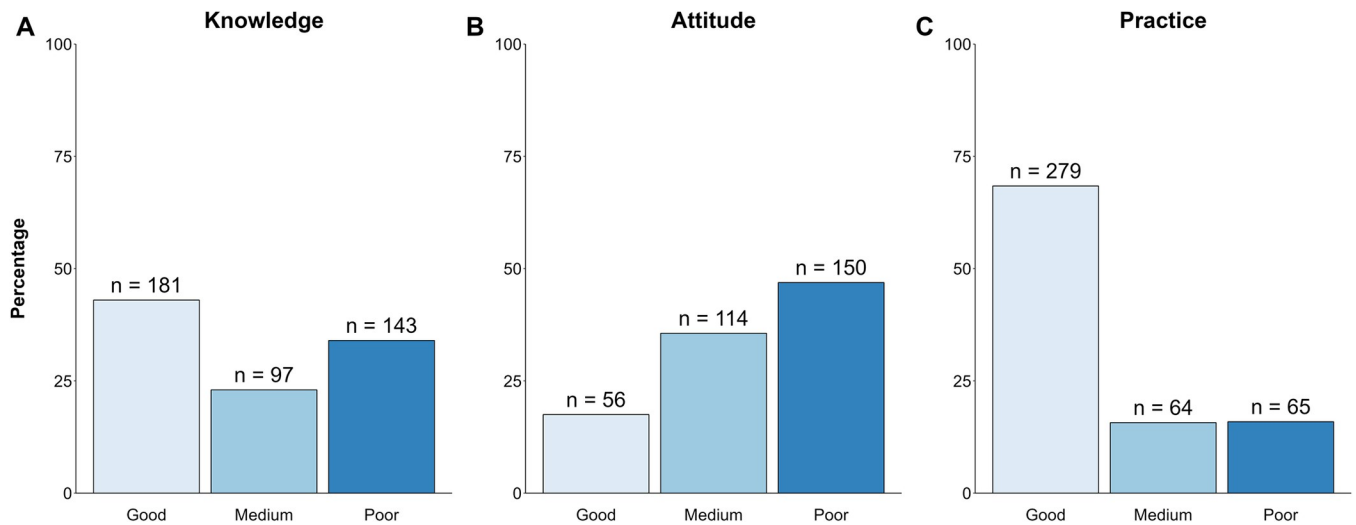 A Knowledge
100
75
50
25
0
Percentage
n = 181
n = 97
n = 143
Good Medium Poor
B Attitude
100
75
50
25
0
n = 56
n = 114
n = 150
Good Medium Poor
C Practice
100
75
50
25
0
n = 279
n = 64
n = 65
Good Medium Poor